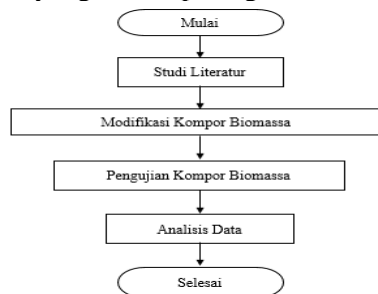 Mulai
Studi Literatur
Modifikasi Kompor Biomassa
Pengujian Kompor Biomassa
Analisis Data
Selesai